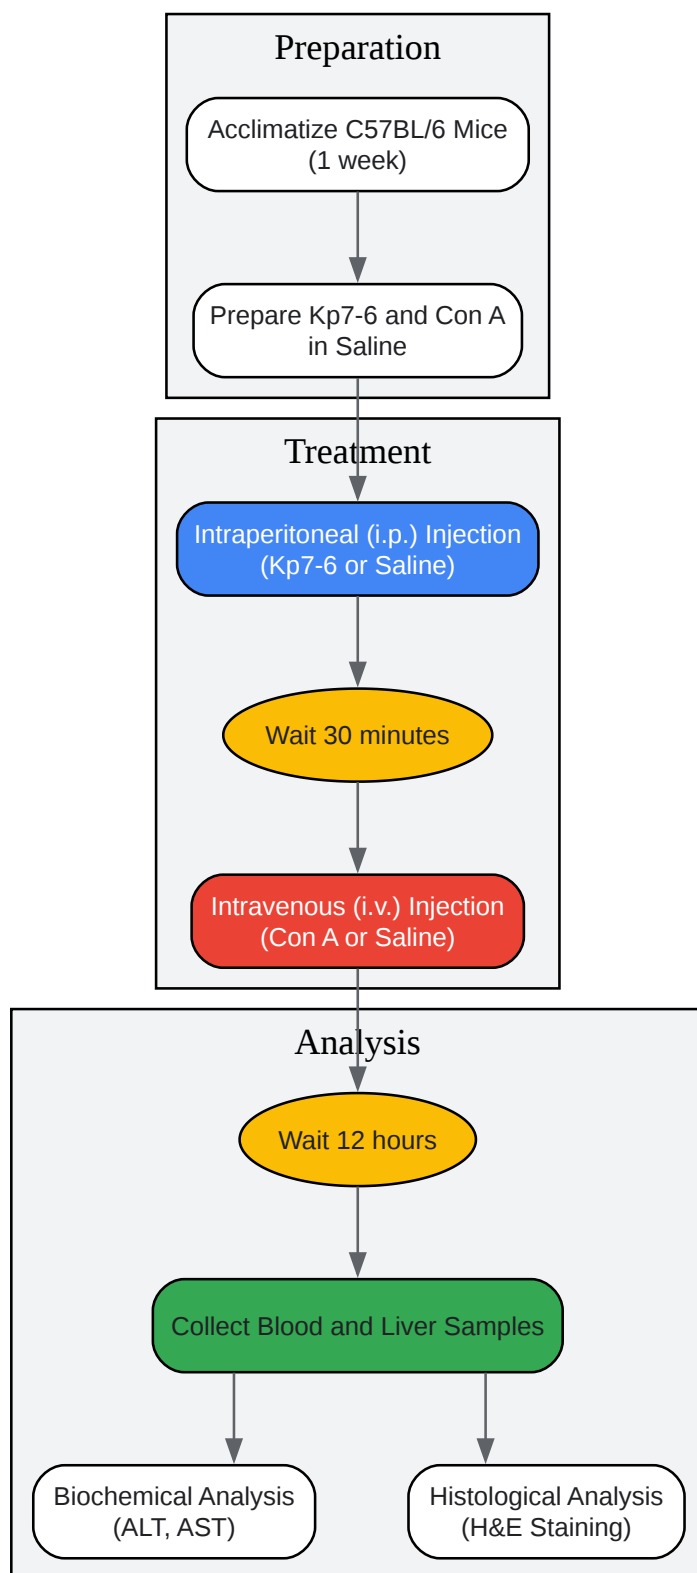 Preparation
Acclimatize C57BL/6 Mice
(1 week)
Prepare Kp7-6 and Con A
in Saline
Treatment
Intraperitoneal (i.p.) Injection
(Kp7-6 or Saline)
Wait 30 minutes
Intravenous (i.v.) Injection
(Con A or Saline)
Analysis
Wait 12 hours
Collect Blood and Liver Samples
Biochemical Analysis
(ALT, AST)
Histological Analysis
(H&E Staining)